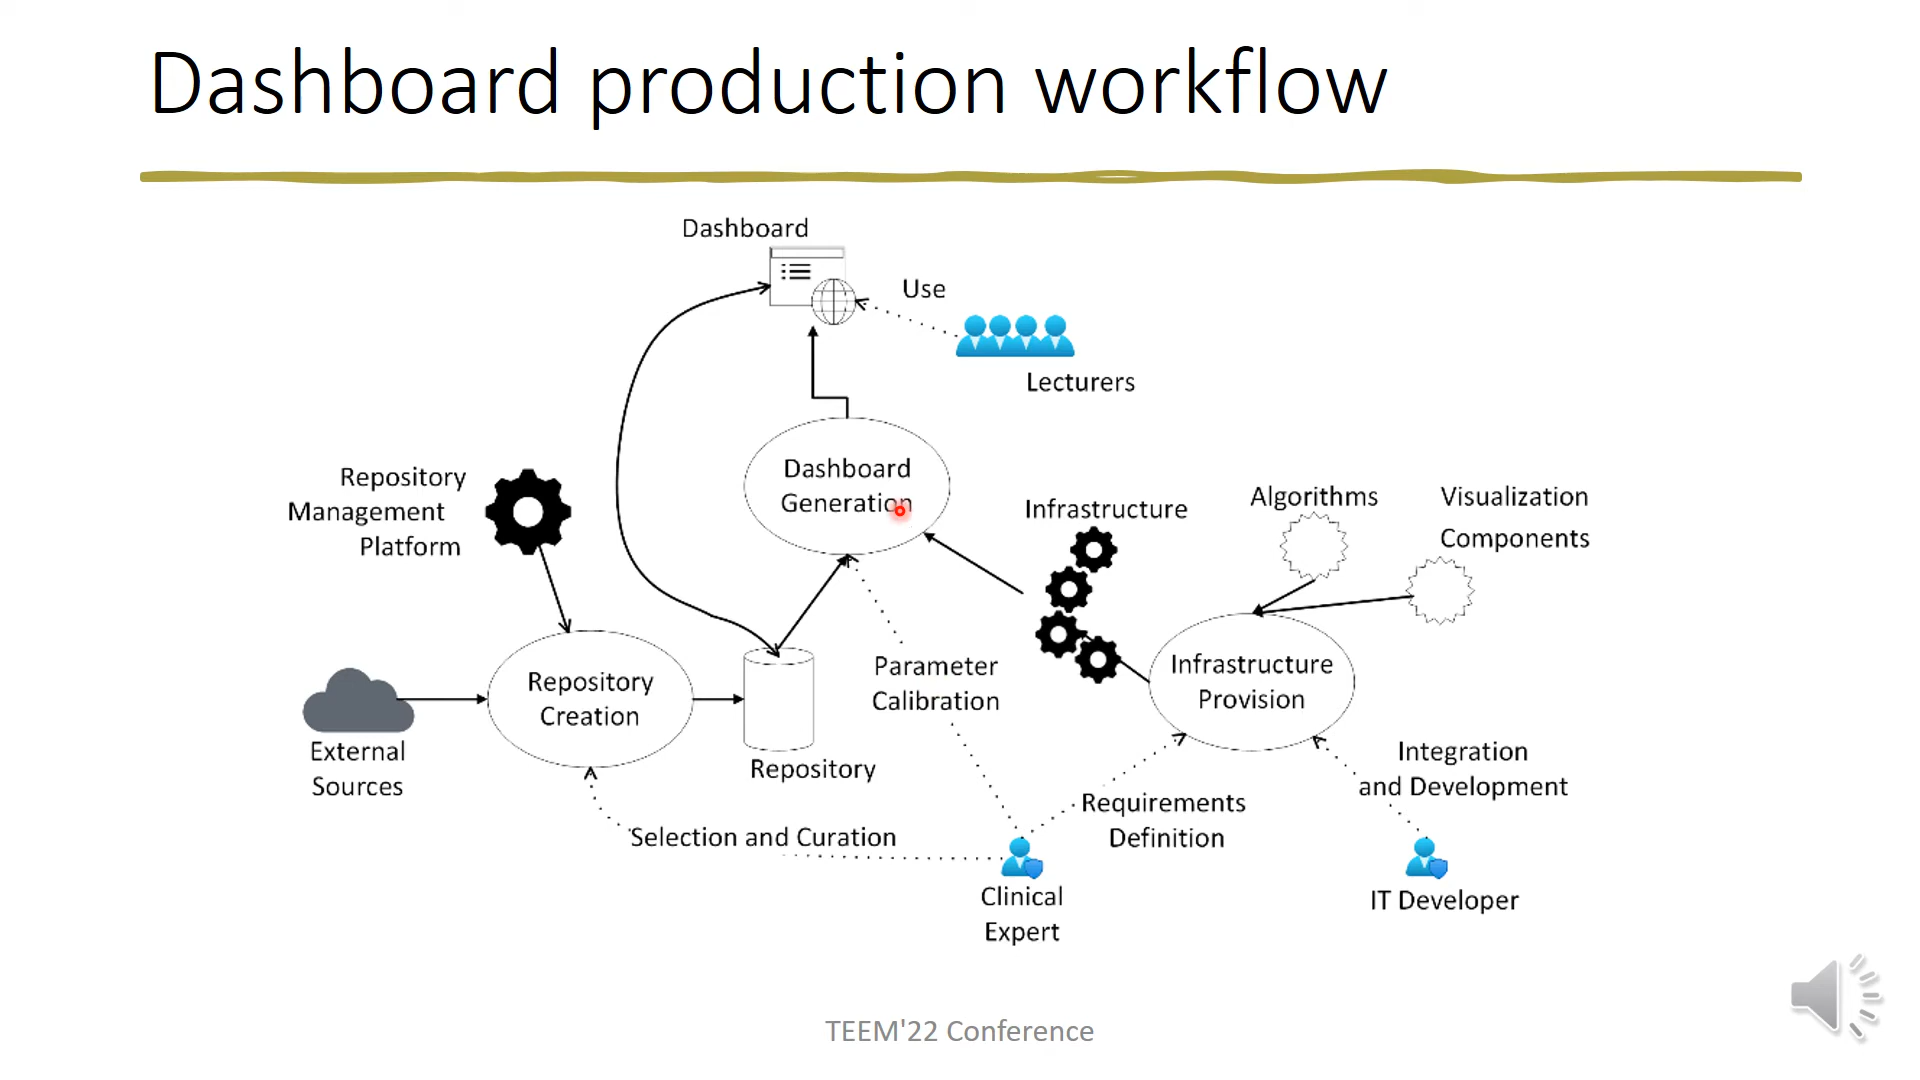 Dashboard production workflow
Dashboard
Use
Lecturers
Dashboard
Generation
Repository
Management
Platform
Infrastructure
Algorithms
Visualization
Components
Repository
Creation
External
Sources
Repository
Parameter
Calibration
Infrastructure
Provision
Integration
and Development
Requirements
Definition
Selection and Curation
Clinical
Expert
IT Developer
TEEM'22 Conference